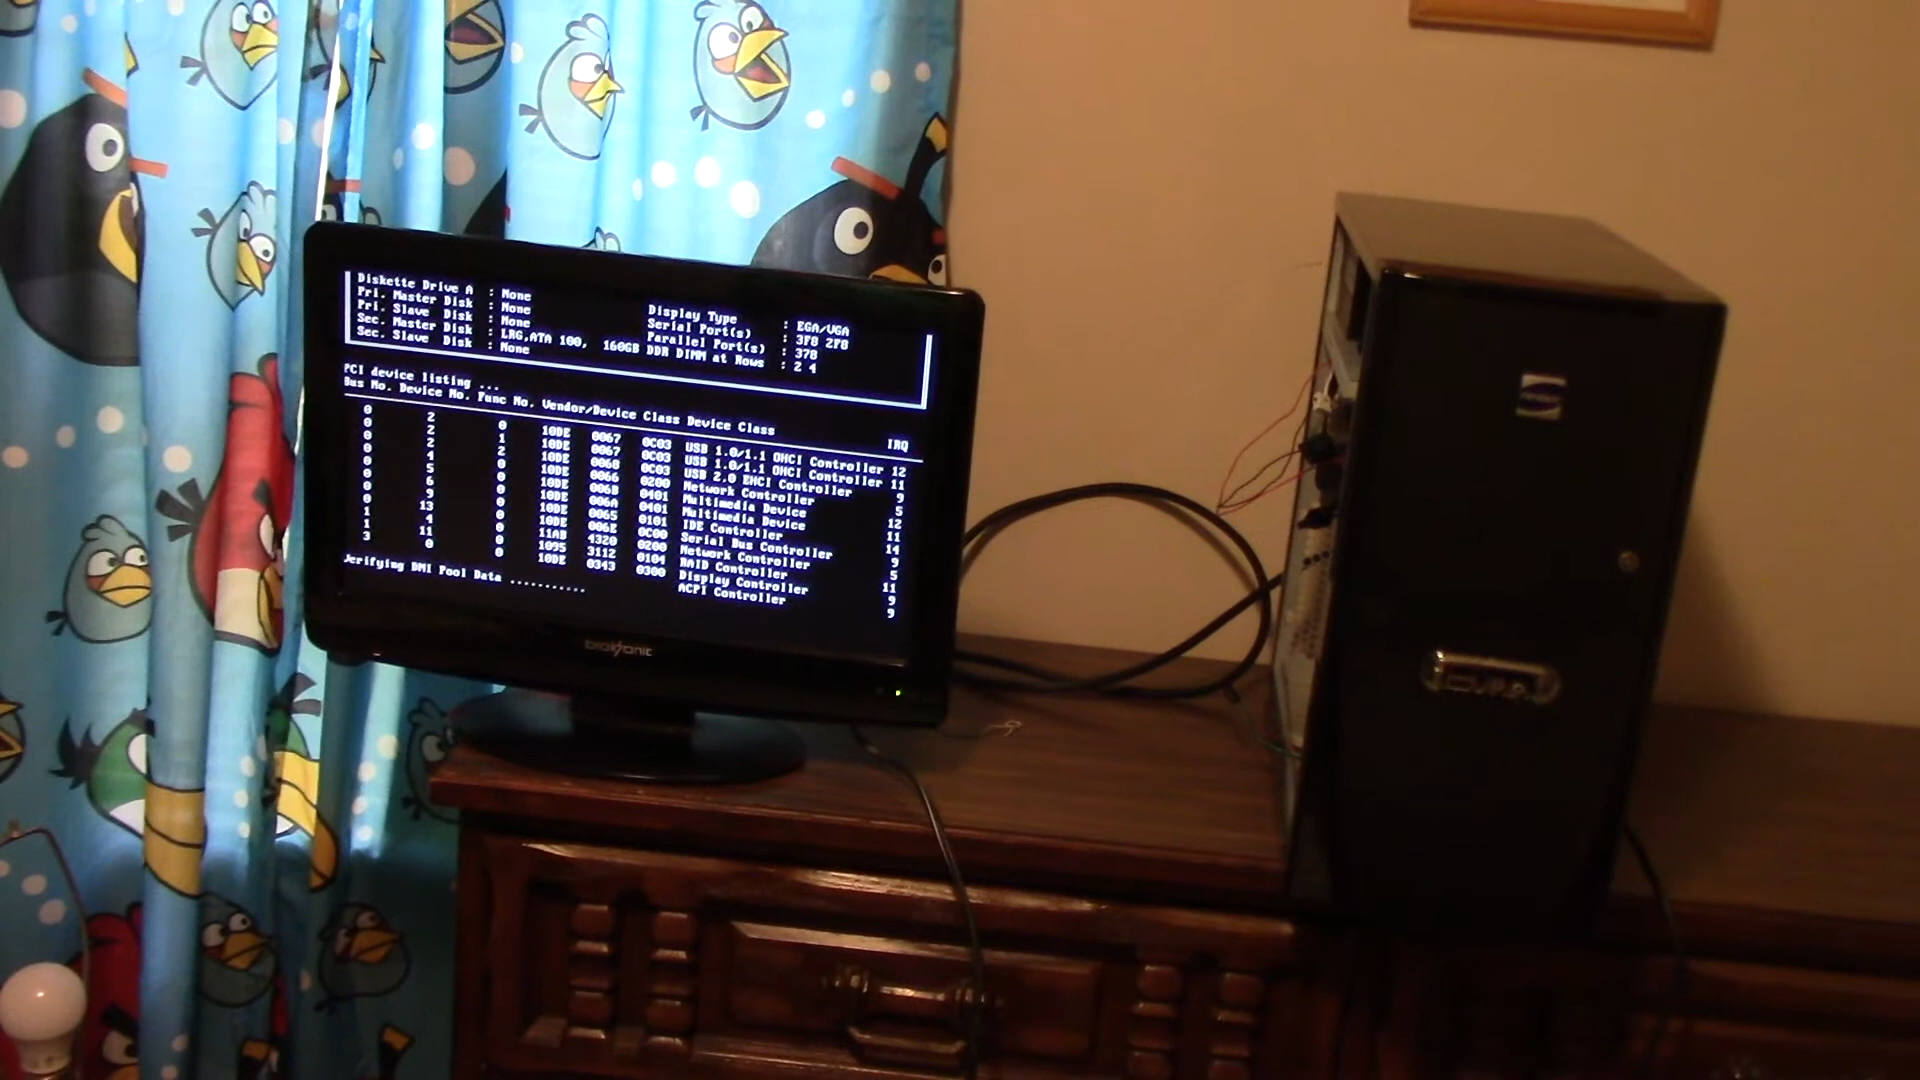 Diskette Drive A : None Display Type : EGA/VGA
Pri. Master Disk : None Serial Port(s) : 3F8 2F8
Pri. Slave Disk : None Parallel Port(s) : 378
Sec. Master Disk : LRG,ATA 100, 160GB DDR DIMM at Rows : 2 4
Sec. Slave Disk : None
PCI device listing ...
Bus No. Device No. Func No. Vendor/Device Class Device Class IRQ
0 2 0 10DE 0067 0C03 USB 1.0/1.1 OHCI Controller 12
0 2 1 10DE 0067 0C03 USB 1.0/1.1 OHCI Controller 11
0 2 2 10DE 0068 0C03 USB 2.0 EHCI Controller 9
0 4 0 10DE 0066 0200 Network Controller 5
0 5 0 10DE 006B 0401 Multimedia Device 12
0 6 0 10DE 006A 0401 Multimedia Device 11
0 9 0 10DE 0065 0101 IDE Controller 14
0 13 0 10DE 006E 0C00 Serial Bus Controller 9
1 4 0 11AB 4320 0200 Network Controller 5
1 11 0 1095 3112 0104 RAID Controller 11
3 0 0 10DE 0343 0300 Display Controller 9
ACPI Controller 9
Verifying DMI Pool Data ...........
broksonic